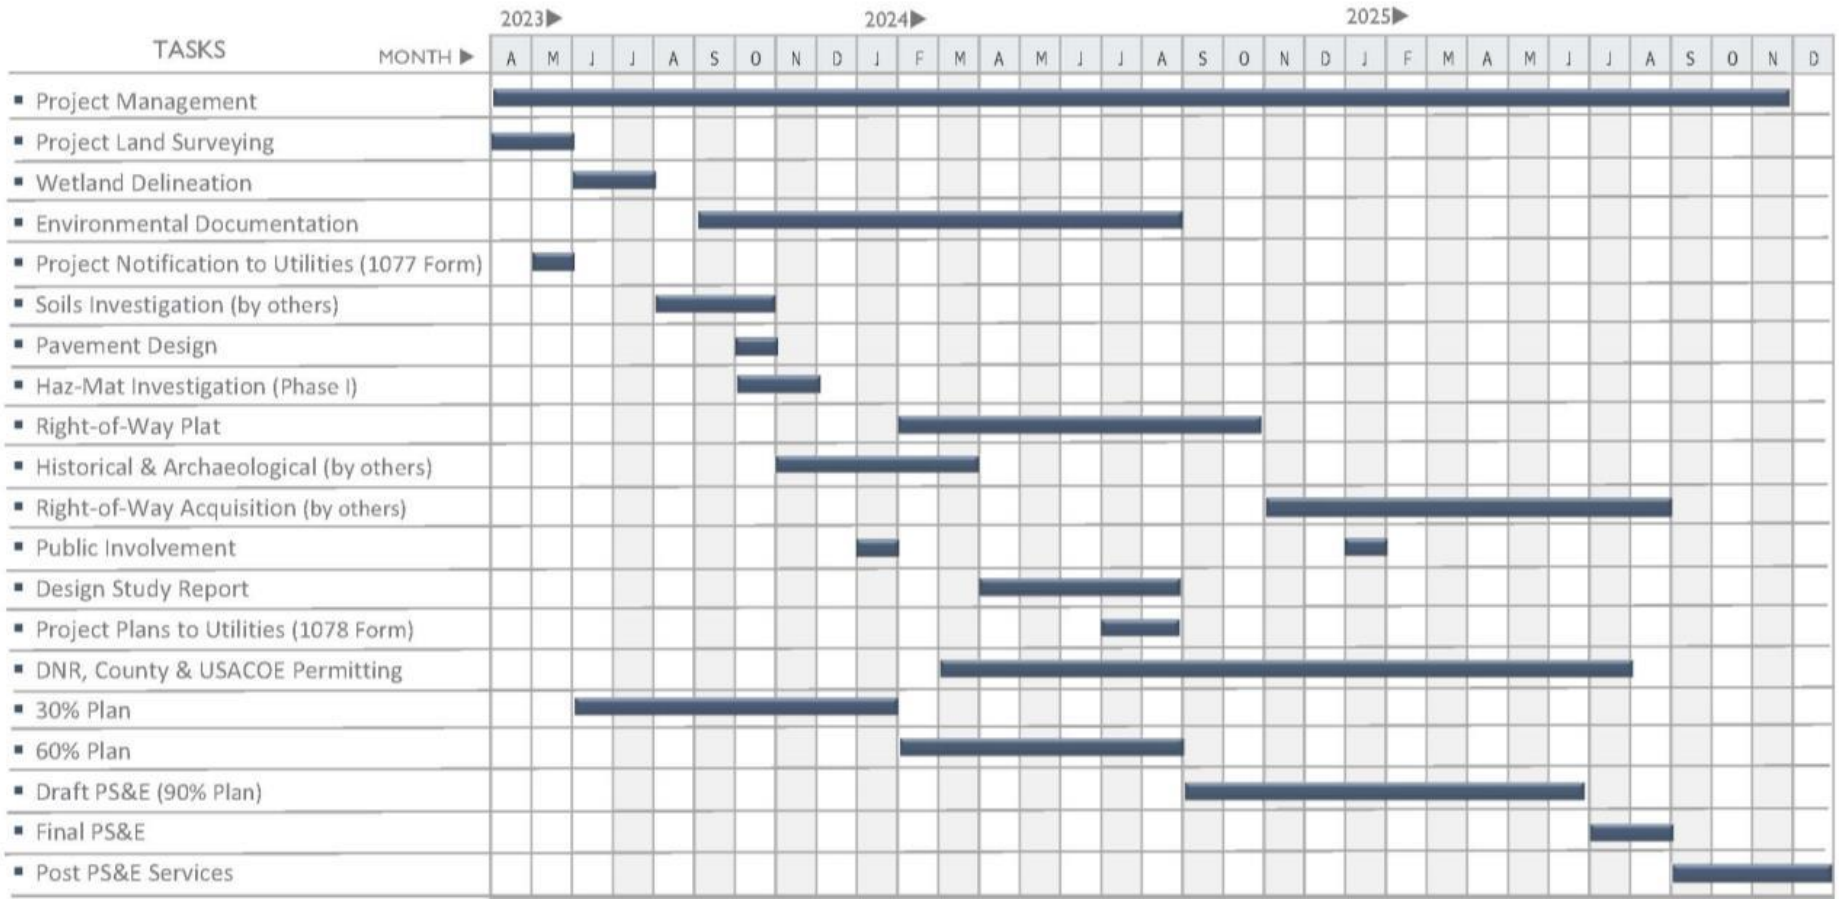 2023▶ 2024▶ 2025▶
TASKS MONTH ▶ A M J J A S O N D J F M A M J J A S O N D J F M A M J J A S O N D
▪ Project Management
▪ Project Land Surveying
▪ Wetland Delineation
▪ Environmental Documentation
▪ Project Notification to Utilities (1077 Form)
▪ Soils Investigation (by others)
▪ Pavement Design
▪ Haz-Mat Investigation (Phase I)
▪ Right-of-Way Plat
▪ Historical & Archaeological (by others)
▪ Right-of-Way Acquisition (by others)
▪ Public Involvement
▪ Design Study Report
▪ Project Plans to Utilities (1078 Form)
▪ DNR, County & USACOE Permitting
▪ 30% Plan
▪ 60% Plan
▪ Draft PS&E (90% Plan)
▪ Final PS&E
▪ Post PS&E Services